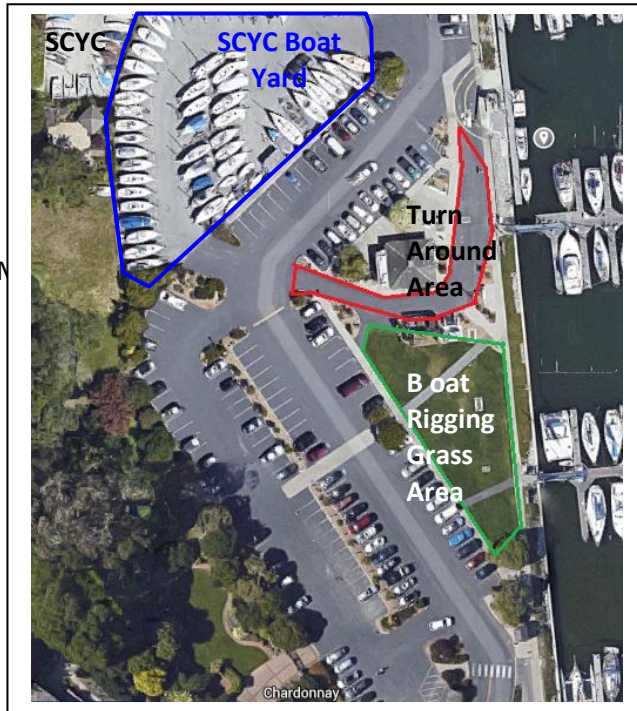 SCYC
SCYC Boat
Yard
Turn
Around
Area
B oat
Rigging
Grass
Area
Chardonnay